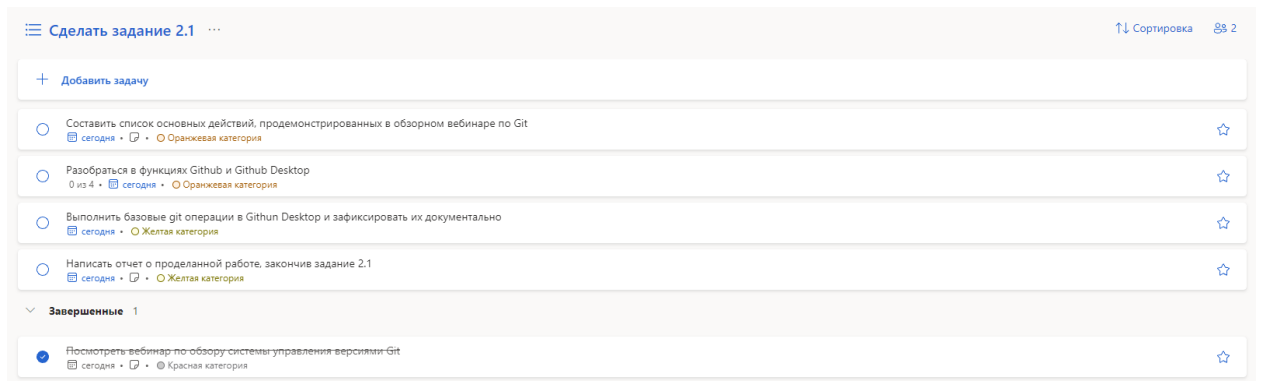 Сделать задание 2.1 ...
Сортировка 2
Добавить задачу
Составить список основных действий, продемонстрированных в обзорном вебинаре по Git
сегодня • • Оранжевая категория
Разобраться в функциях Github и Github Desktop
0 из 4 • сегодня • Оранжевая категория
Выполнить базовые git операции в Githun Desktop и зафиксировать их документально
сегодня • Желтая категория
Написать отчет о проделанной работе, закончив задание 2.1
сегодня • • Желтая категория
Завершенные 1
Посмотреть вебинар по обзору системы управления версиями Git
сегодня • • Красная категория